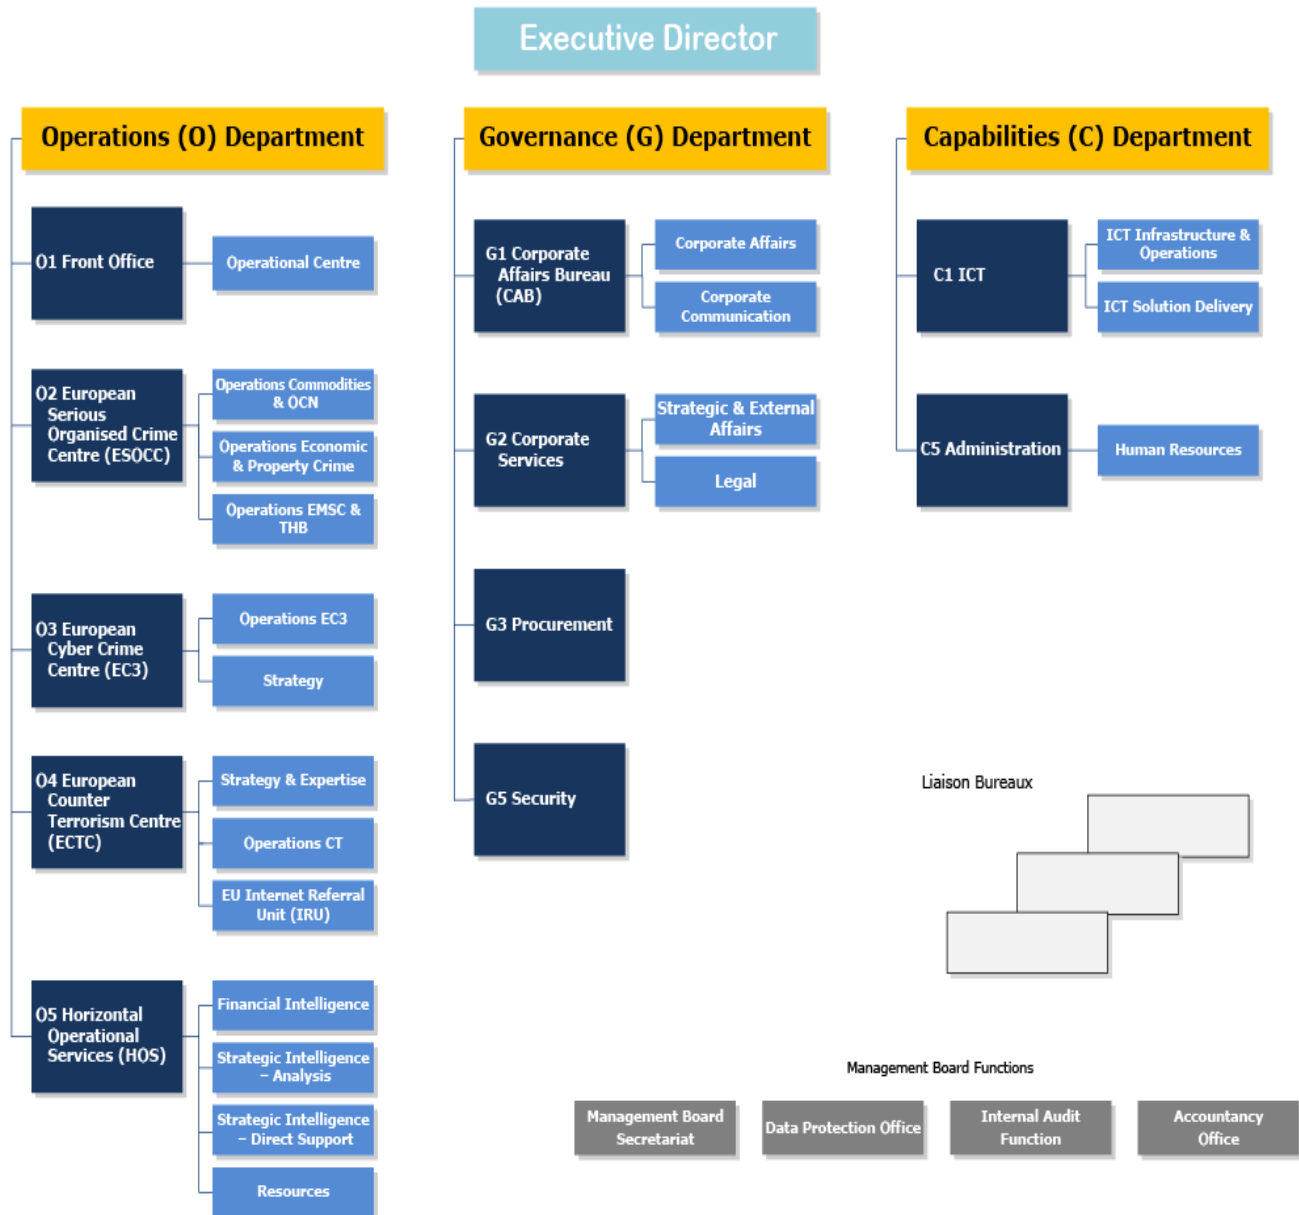 Executive Director
Operations (O) Department
O1 Front Office
Operational Centre
O2 European
Serious
Organised Crime
Centre (ESOCC)
Operations Commodities
& OCN
Operations Economic
& Property Crime
Operations EMSC &
THB
O3 European
Cyber Crime
Centre (EC3)
Operations EC3
Strategy
O4 European
Counter
Terrorism Centre
(ECTC)
Strategy & Expertise
Operations CT
EU Internet Referral
Unit (IRU)
O5 Horizontal
Operational
Services (HOS)
Financial Intelligence
Strategic Intelligence
– Analysis
Strategic Intelligence
– Direct Support
Resources
Governance (G) Department
G1 Corporate
Affairs Bureau
(CAB)
Corporate Affairs
Corporate
Communication
G2 Corporate
Services
Strategic & External
Affairs
Legal
G3 Procurement
G5 Security
Capabilities (C) Department
C1 ICT
ICT Infrastructure &
Operations
ICT Solution Delivery
C5 Administration
Human Resources
Liaison Bureaux
Management Board Functions
Management Board
Secretariat
Data Protection Office
Internal Audit
Function
Accountancy
Office